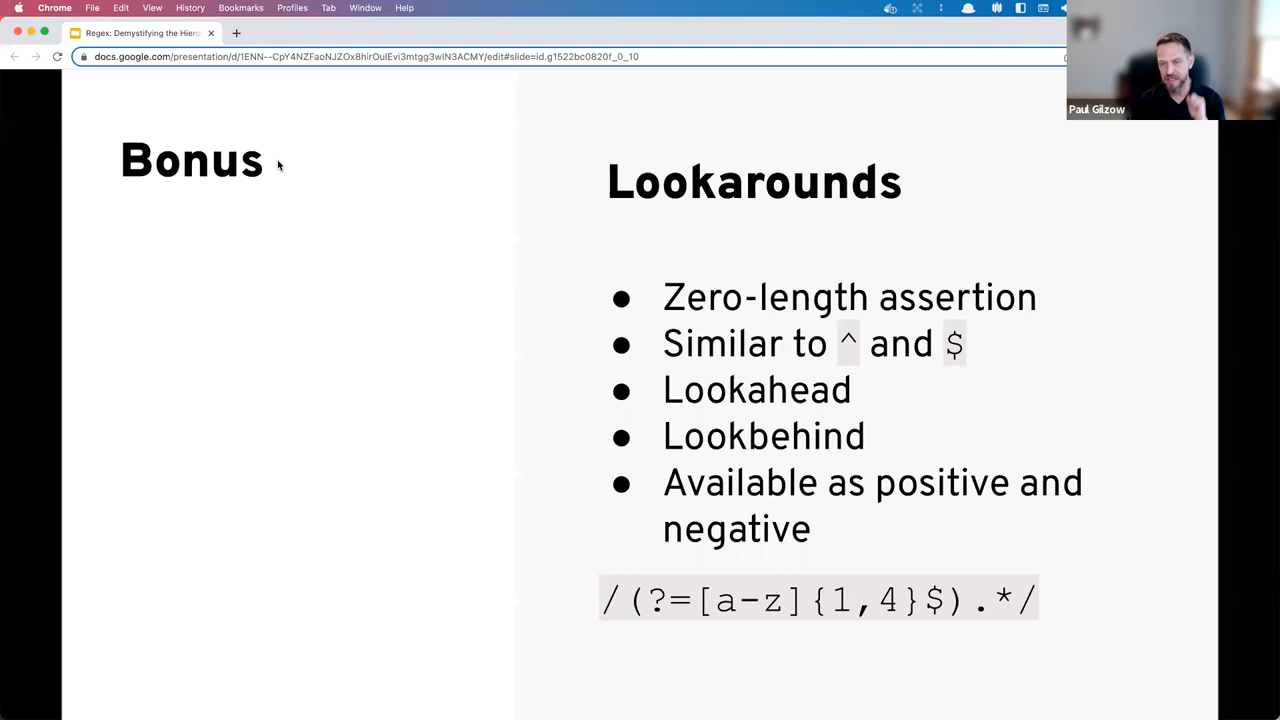 Chrome File Edit View History Bookmarks Profiles Tab Window Help
Regex: Demystifying the Hiero
docs.google.com/presentation/d/1ENN--CpY4NZFaoNJZOx8hirOulEvi3mtgg3wlN3ACMY/edit#slide=id.g1522bc0820f_0_10
Paul Gilzow
Bonus
Lookarounds
● Zero-length assertion
● Similar to ^ and $
● Lookahead
● Lookbehind
● Available as positive and
negative
/(?=[a-z]{1,4}$).*/